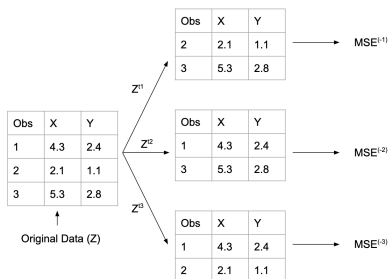 Obs X Y
2 2.1 1.1
3 5.3 2.8
MSE⁽⁻¹⁾
Z^{t1}
Obs X Y
1 4.3 2.4
2 2.1 1.1
3 5.3 2.8
Original Data (Z)
Z^{t2}
Obs X Y
1 4.3 2.4
3 5.3 2.8
MSE⁽⁻²⁾
Z^{t3}
Obs X Y
1 4.3 2.4
2 2.1 1.1
MSE⁽⁻³⁾